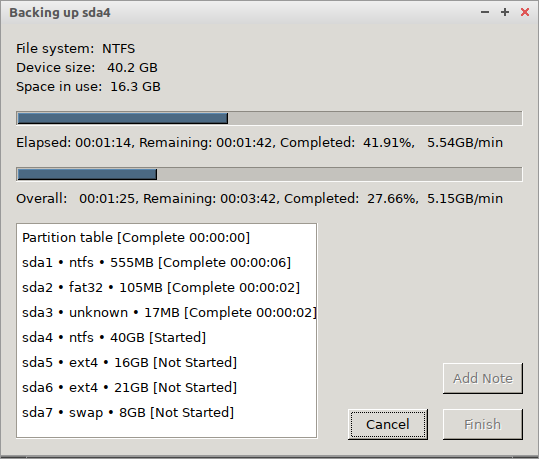 Backing up sda4
File system: NTFS
Device size: 40.2 GB
Space in use: 16.3 GB
Elapsed: 00:01:14, Remaining: 00:01:42, Completed: 41.91%, 5.54GB/min
Overall: 00:01:25, Remaining: 00:03:42, Completed: 27.66%, 5.15GB/min
Partition table [Complete 00:00:00]
sda1 • ntfs • 555MB [Complete 00:00:06]
sda2 • fat32 • 105MB [Complete 00:00:02]
sda3 • unknown • 17MB [Complete 00:00:02]
sda4 • ntfs • 40GB [Started]
sda5 • ext4 • 16GB [Not Started]
sda6 • ext4 • 21GB [Not Started]
sda7 • swap • 8GB [Not Started]
Add Note
Cancel
Finish